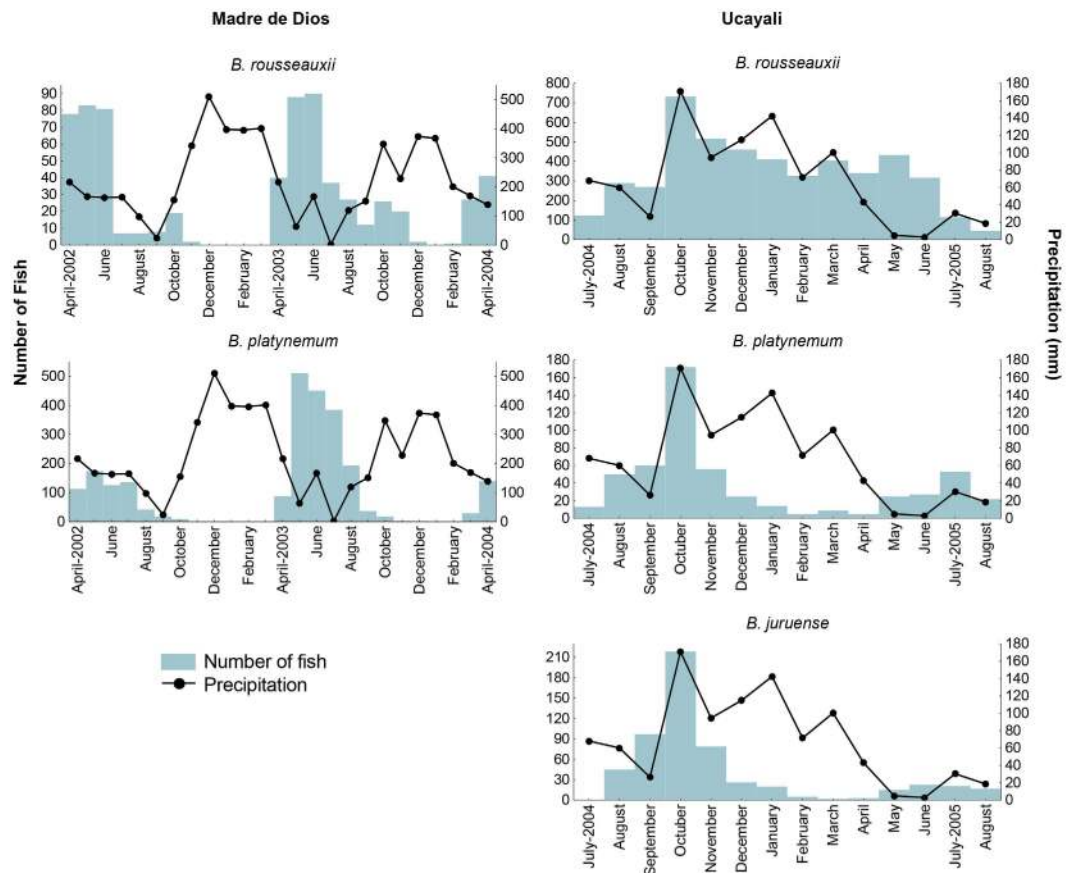 Madre de Dios
Ucayali
Number of Fish
Precipitation (mm)
B. rousseauxii
90
80
70
60
50
40
30
20
10
0
500
400
300
200
100
0
April-2002
June
August
October
December
February
April-2003
June
August
October
December
February
April-2004
B. rousseauxii
800
700
600
500
400
300
200
100
0
180
160
140
120
100
80
60
40
20
0
July-2004
August
September
October
November
December
January
February
March
April
May
June
July-2005
August
B. platynemum
500
400
300
200
100
0
500
400
300
200
100
0
April-2002
June
August
October
December
February
April-2003
June
August
October
December
February
April-2004
B. platynemum
180
160
140
120
100
80
60
40
20
0
180
160
140
120
100
80
60
40
20
0
July-2004
August
September
October
November
December
January
February
March
April
May
June
July-2005
August
Number of fish
Precipitation
B. juruense
210
180
150
120
90
60
30
0
180
160
140
120
100
80
60
40
20
0
July-2004
August
September
October
November
December
January
February
March
April
May
June
July-2005
August